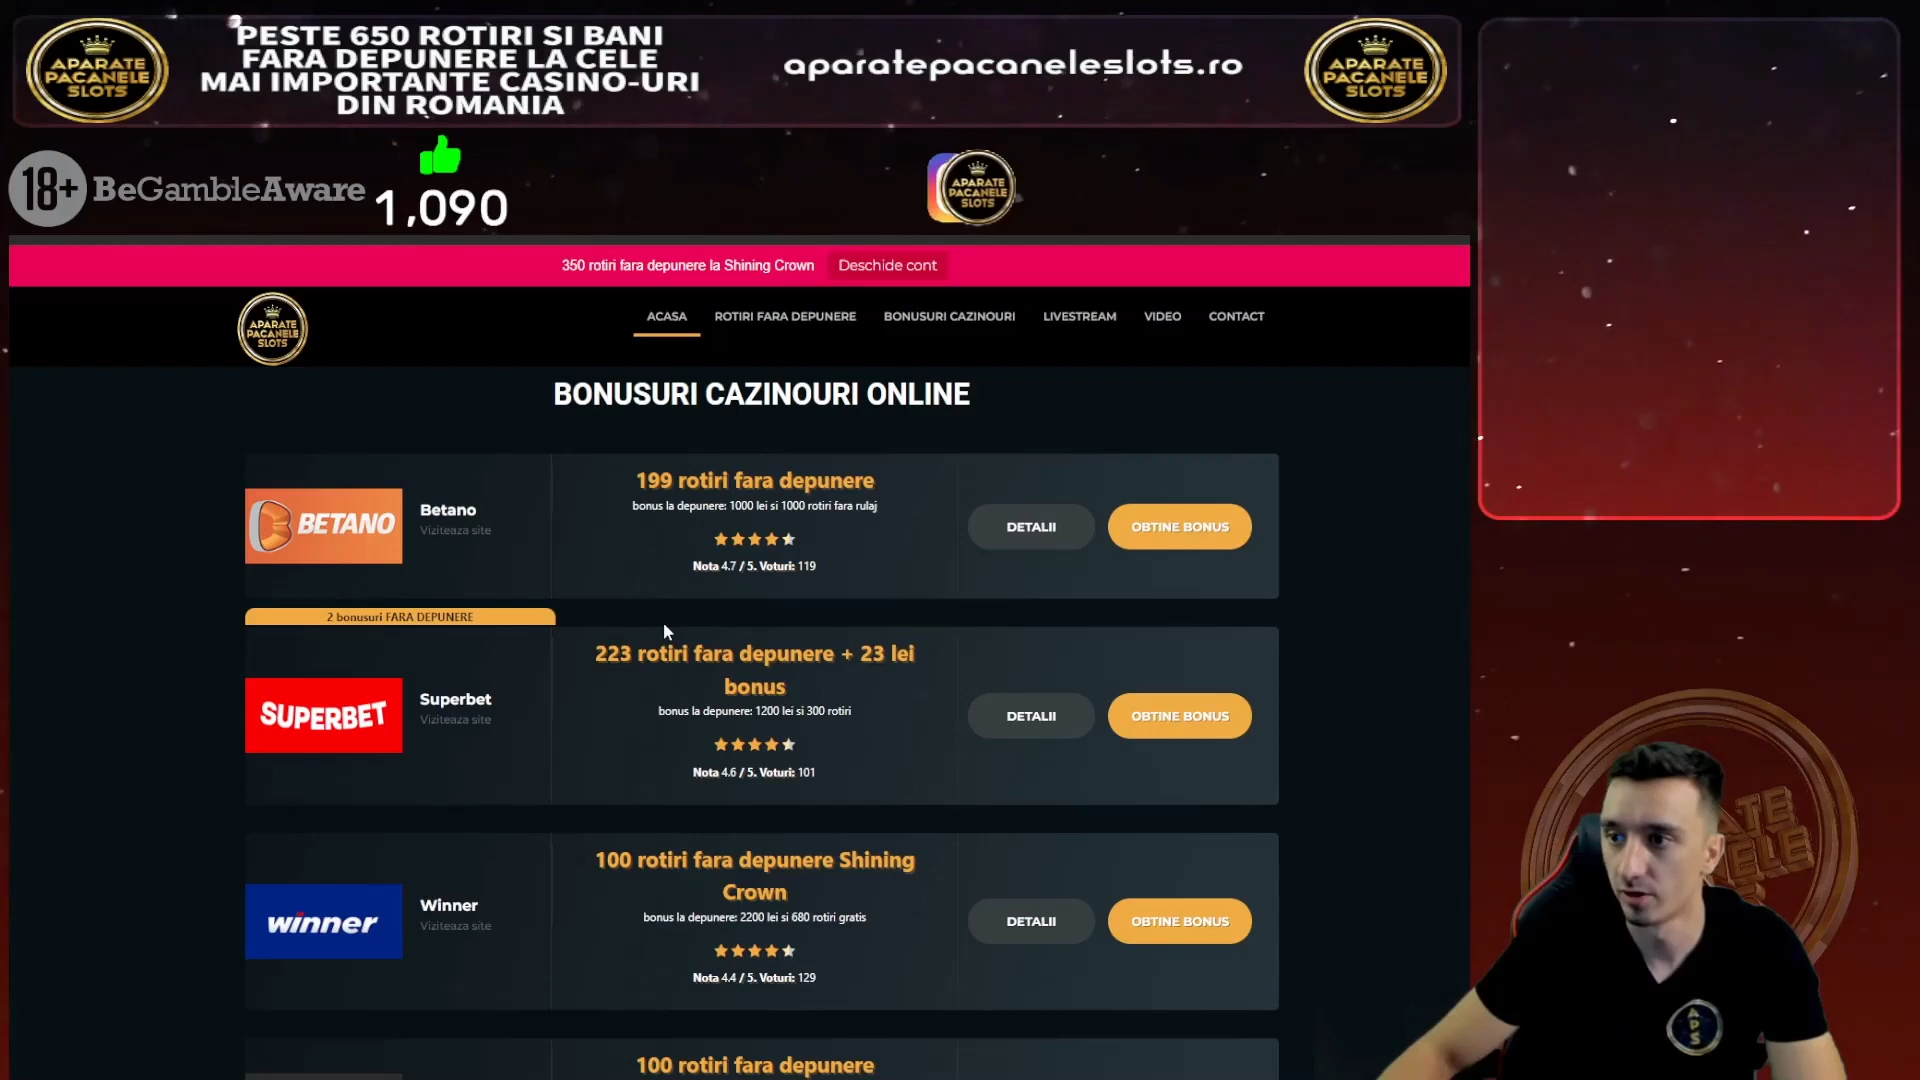 APARATE
PACANELE
SLOTS
PESTE 650 ROTIRI SI BANI
FARA DEPUNERE LA CELE
MAI IMPORTANTE CASINO-URI
DIN ROMANIA
aparatepacaneleslots.ro
APARATE
PACANELE
SLOTS
18+ BeGambleAware
1,090
APARATE
PACANELE
SLOTS
350 rotiri fara depunere la Shining Crown
Deschide cont
APARATE
PACANELE
SLOTS
ACASA
ROTIRI FARA DEPUNERE
BONUSURI CAZINOURI
LIVESTREAM
VIDEO
CONTACT
BONUSURI CAZINOURI ONLINE
BETANO
Betano
Viziteaza site
199 rotiri fara depunere
bonus la depunere: 1000 lei si 1000 rotiri fara rulaj
Nota 4.7 / 5. Voturi: 119
DETALII
OBTINE BONUS
2 bonusuri FARA DEPUNERE
SUPERBET
Superbet
Viziteaza site
223 rotiri fara depunere + 23 lei
bonus
bonus la depunere: 1200 lei si 300 rotiri
Nota 4.6 / 5. Voturi: 101
DETALII
OBTINE BONUS
winner
Winner
Viziteaza site
100 rotiri fara depunere Shining
Crown
bonus la depunere: 2200 lei si 680 rotiri gratis
Nota 4.4 / 5. Voturi: 129
DETALII
OBTINE BONUS
100 rotiri fara depunere
APS